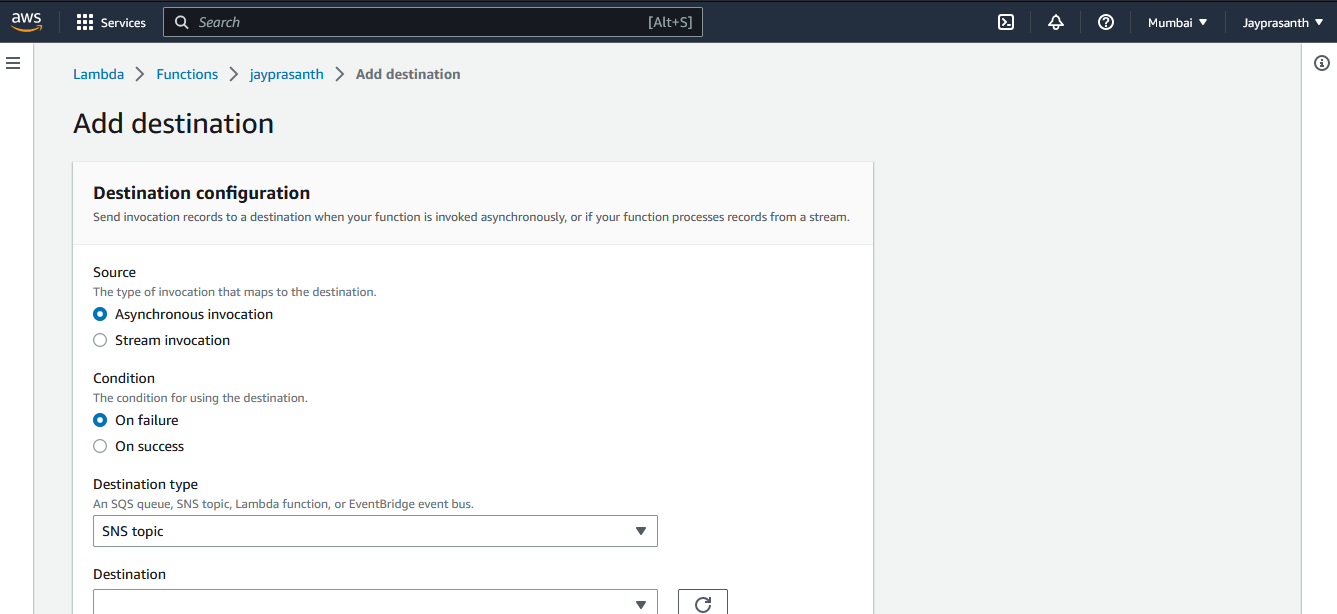 aws
Services
Search
[Alt+S]
Mumbai
Jayprasanth
Lambda
Functions
jayprasanth
Add destination
Add destination
Destination configuration
Send invocation records to a destination when your function is invoked asynchronously, or if your function processes records from a stream.
Source
The type of invocation that maps to the destination.
Asynchronous invocation
Stream invocation
Condition
The condition for using the destination.
On failure
On success
Destination type
An SQS queue, SNS topic, Lambda function, or EventBridge event bus.
SNS topic
Destination